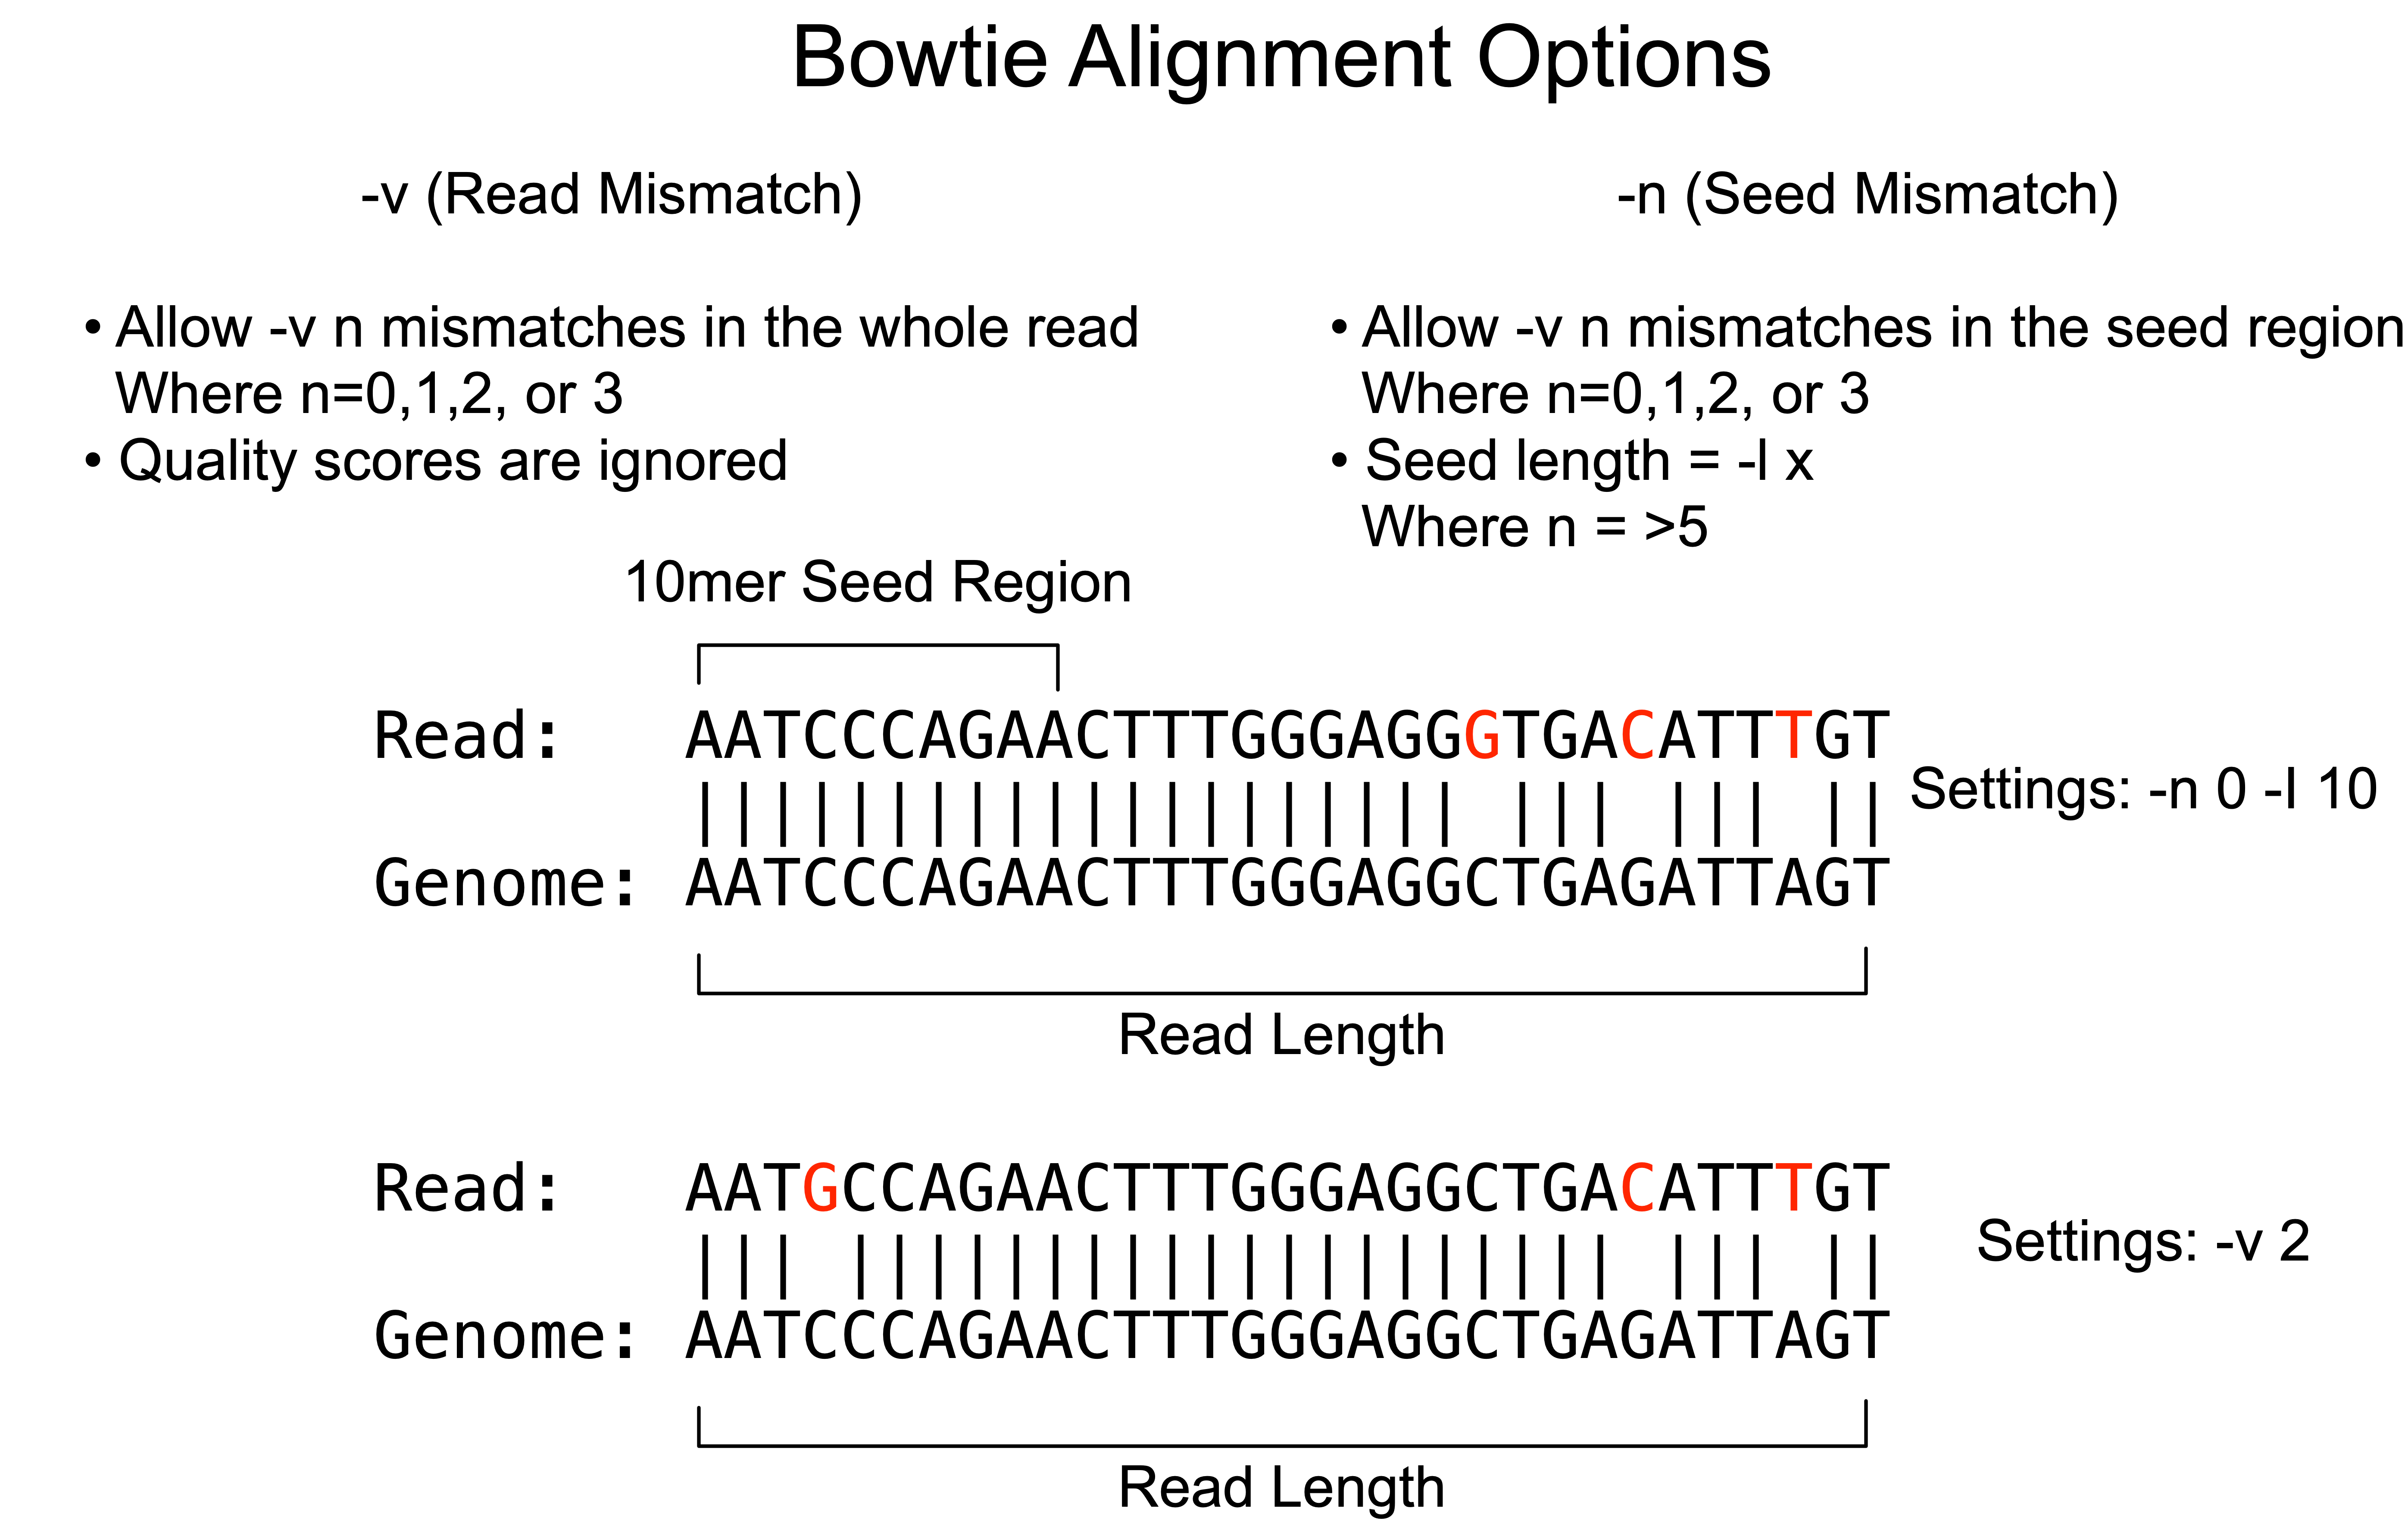 Bowtie Alignment Options
-v (Read Mismatch)
• Allow -v n mismatches in the whole read
Where n=0,1,2, or 3
• Quality scores are ignored
-n (Seed Mismatch)
• Allow -v n mismatches in the seed region
Where n=0,1,2, or 3
• Seed length = -l x
Where n = >5
10mer Seed Region
Read: AATCCCAGAACTTTGGGAGGGTGACATTTGT
Settings: -n 0 -l 10
Genome: AATCCCAGAACTTTGGGAGGCTGAGATTAGT
Read Length
Read: AATGCCAGAACTTTGGGAGGCTGACATTTGT
Settings: -v 2
Genome: AATCCCAGAACTTTGGGAGGCTGAGATTAGT
Read Length